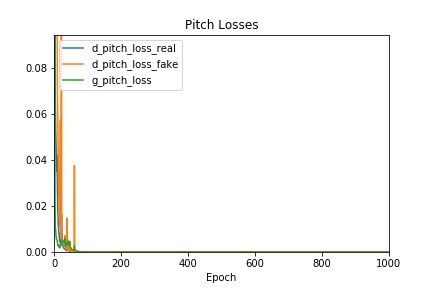 Pitch Losses
d_pitch_loss_real
d_pitch_loss_fake
g_pitch_loss
0.08
0.06
0.04
0.02
0.00
0 200 400 600 800 1000
Epoch